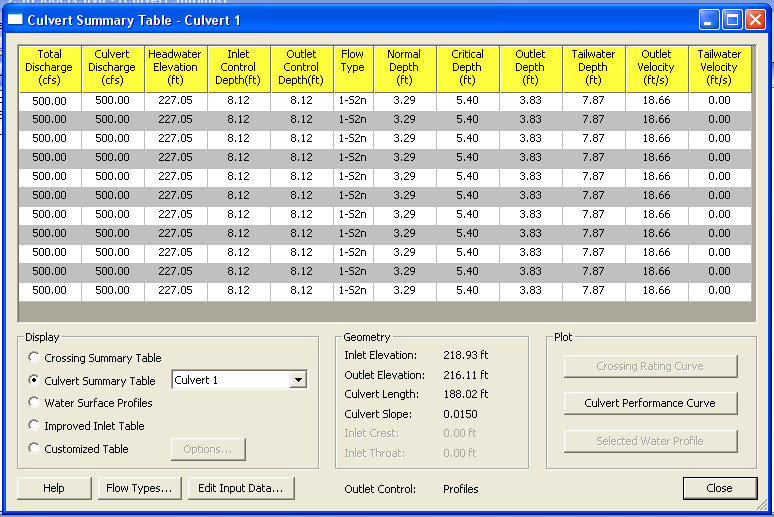 Culvert Summary Table - Culvert 1
Total Discharge (cfs) Culvert Discharge (cfs) Headwater Elevation (ft) Inlet Control Depth(ft) Outlet Control Depth(ft) Flow Type Normal Depth (ft) Critical Depth (ft) Outlet Depth (ft) Tailwater Depth (ft) Outlet Velocity (ft/s) Tailwater Velocity (ft/s)
500.00 500.00 227.05 8.12 8.12 1-S2n 3.29 5.40 3.83 7.87 18.66 0.00
500.00 500.00 227.05 8.12 8.12 1-S2n 3.29 5.40 3.83 7.87 18.66 0.00
500.00 500.00 227.05 8.12 8.12 1-S2n 3.29 5.40 3.83 7.87 18.66 0.00
500.00 500.00 227.05 8.12 8.12 1-S2n 3.29 5.40 3.83 7.87 18.66 0.00
500.00 500.00 227.05 8.12 8.12 1-S2n 3.29 5.40 3.83 7.87 18.66 0.00
500.00 500.00 227.05 8.12 8.12 1-S2n 3.29 5.40 3.83 7.87 18.66 0.00
500.00 500.00 227.05 8.12 8.12 1-S2n 3.29 5.40 3.83 7.87 18.66 0.00
500.00 500.00 227.05 8.12 8.12 1-S2n 3.29 5.40 3.83 7.87 18.66 0.00
500.00 500.00 227.05 8.12 8.12 1-S2n 3.29 5.40 3.83 7.87 18.66 0.00
500.00 500.00 227.05 8.12 8.12 1-S2n 3.29 5.40 3.83 7.87 18.66 0.00
500.00 500.00 227.05 8.12 8.12 1-S2n 3.29 5.40 3.83 7.87 18.66 0.00
Display
Crossing Summary Table
Culvert Summary Table Culvert 1
Water Surface Profiles
Improved Inlet Table
Customized Table Options...
Geometry
Inlet Elevation: 218.93 ft
Outlet Elevation: 216.11 ft
Culvert Length: 188.02 ft
Culvert Slope: 0.0150
Inlet Crest: 0.00 ft
Inlet Throat: 0.00 ft
Plot
Crossing Rating Curve
Culvert Performance Curve
Selected Water Profile
Help Flow Types... Edit Input Data... Outlet Control: Profiles Close